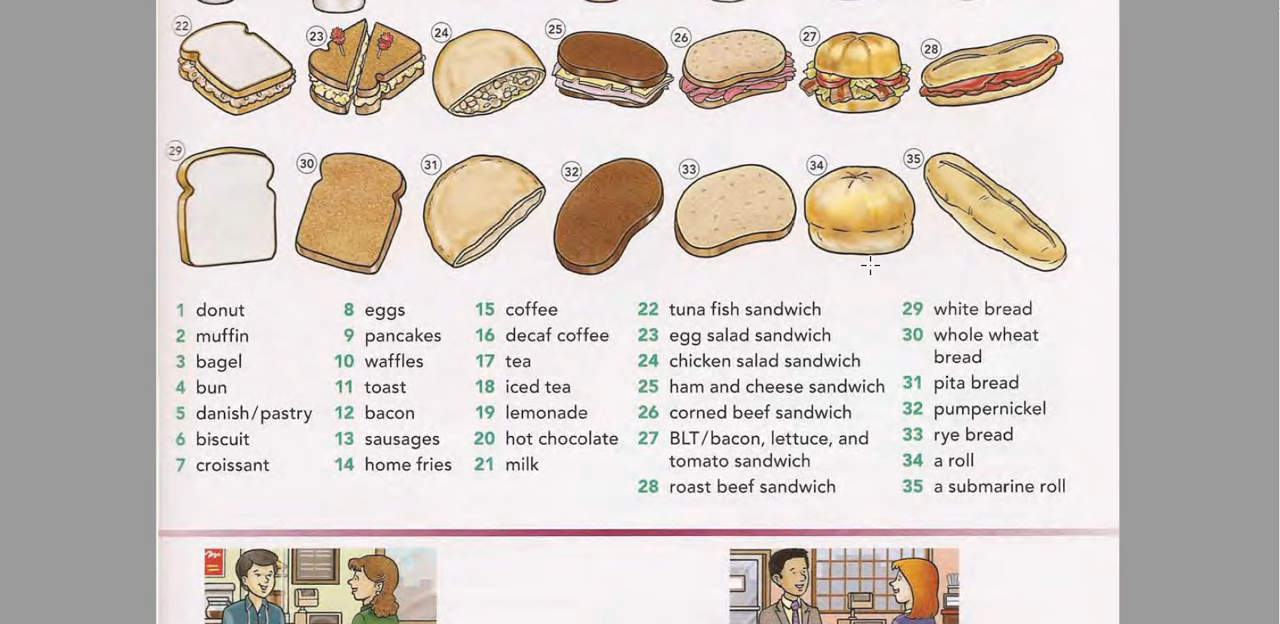 22
23
24
25
26
27
28
29
30
31
32
33
34
35
1 donut
2 muffin
3 bagel
4 bun
5 danish/pastry
6 biscuit
7 croissant
8 eggs
9 pancakes
10 waffles
11 toast
12 bacon
13 sausages
14 home fries
15 coffee
16 decaf coffee
17 tea
18 iced tea
19 lemonade
20 hot chocolate
21 milk
22 tuna fish sandwich
23 egg salad sandwich
24 chicken salad sandwich
25 ham and cheese sandwich
26 corned beef sandwich
27 BLT/bacon, lettuce, and
tomato sandwich
28 roast beef sandwich
29 white bread
30 whole wheat
bread
31 pita bread
32 pumpernickel
33 rye bread
34 a roll
35 a submarine roll